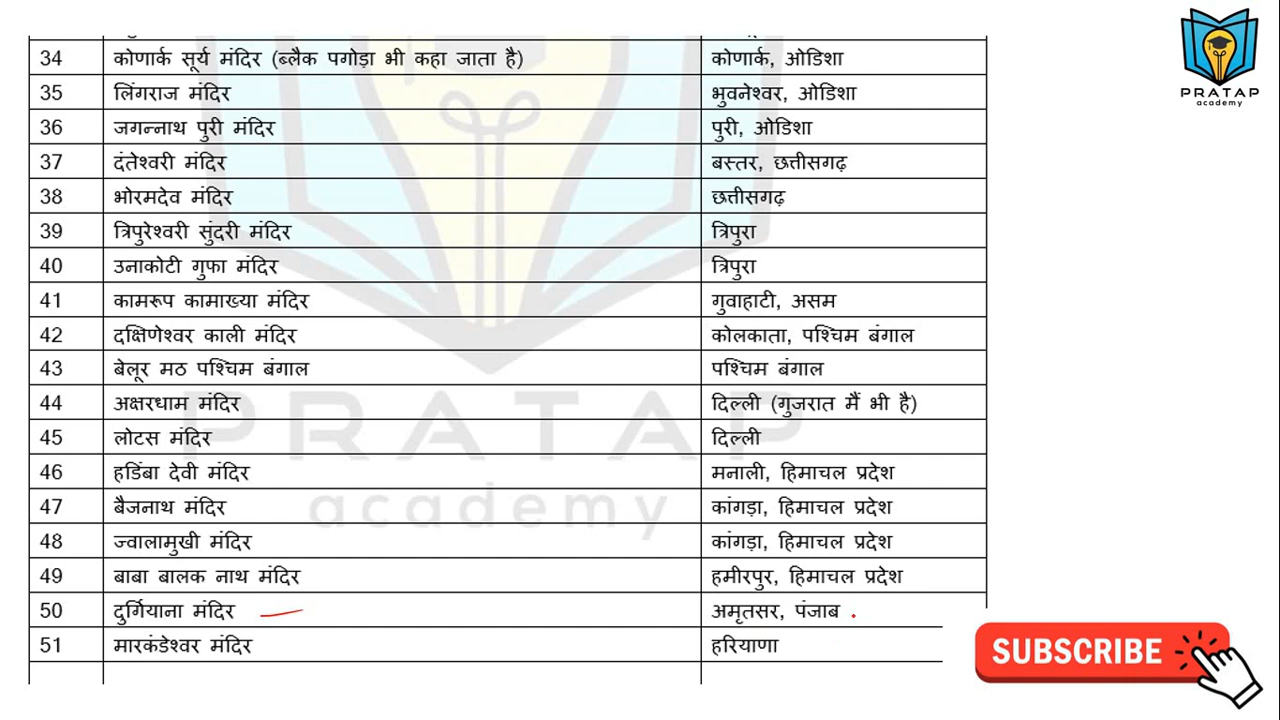 PRATAP
academy
34 कोणार्क सूर्य मंदिर (ब्लैक पगोड़ा भी कहा जाता है) कोणार्क, ओडिशा
35 लिंगराज मंदिर भुवनेश्वर, ओडिशा
36 जगन्नाथ पुरी मंदिर पुरी, ओडिशा
37 दंतेश्वरी मंदिर बस्तर, छत्तीसगढ़
38 भोरमदेव मंदिर छत्तीसगढ़
39 त्रिपुरेश्वरी सुंदरी मंदिर त्रिपुरा
40 उनाकोटी गुफा मंदिर त्रिपुरा
41 कामरूप कामाख्या मंदिर गुवाहाटी, असम
42 दक्षिणेश्वर काली मंदिर कोलकाता, पश्चिम बंगाल
43 बेलूर मठ पश्चिम बंगाल पश्चिम बंगाल
44 अक्षरधाम मंदिर दिल्ली (गुजरात मैं भी है)
45 लोटस मंदिर दिल्ली
46 हडिंबा देवी मंदिर मनाली, हिमाचल प्रदेश
47 बैजनाथ मंदिर कांगड़ा, हिमाचल प्रदेश
48 ज्वालामुखी मंदिर कांगड़ा, हिमाचल प्रदेश
49 बाबा बालक नाथ मंदिर हमीरपुर, हिमाचल प्रदेश
50 दुर्गियाना मंदिर अमृतसर, पंजाब
51 मारकंडेश्वर मंदिर हरियाणा
PRATAP
academy
SUBSCRIBE